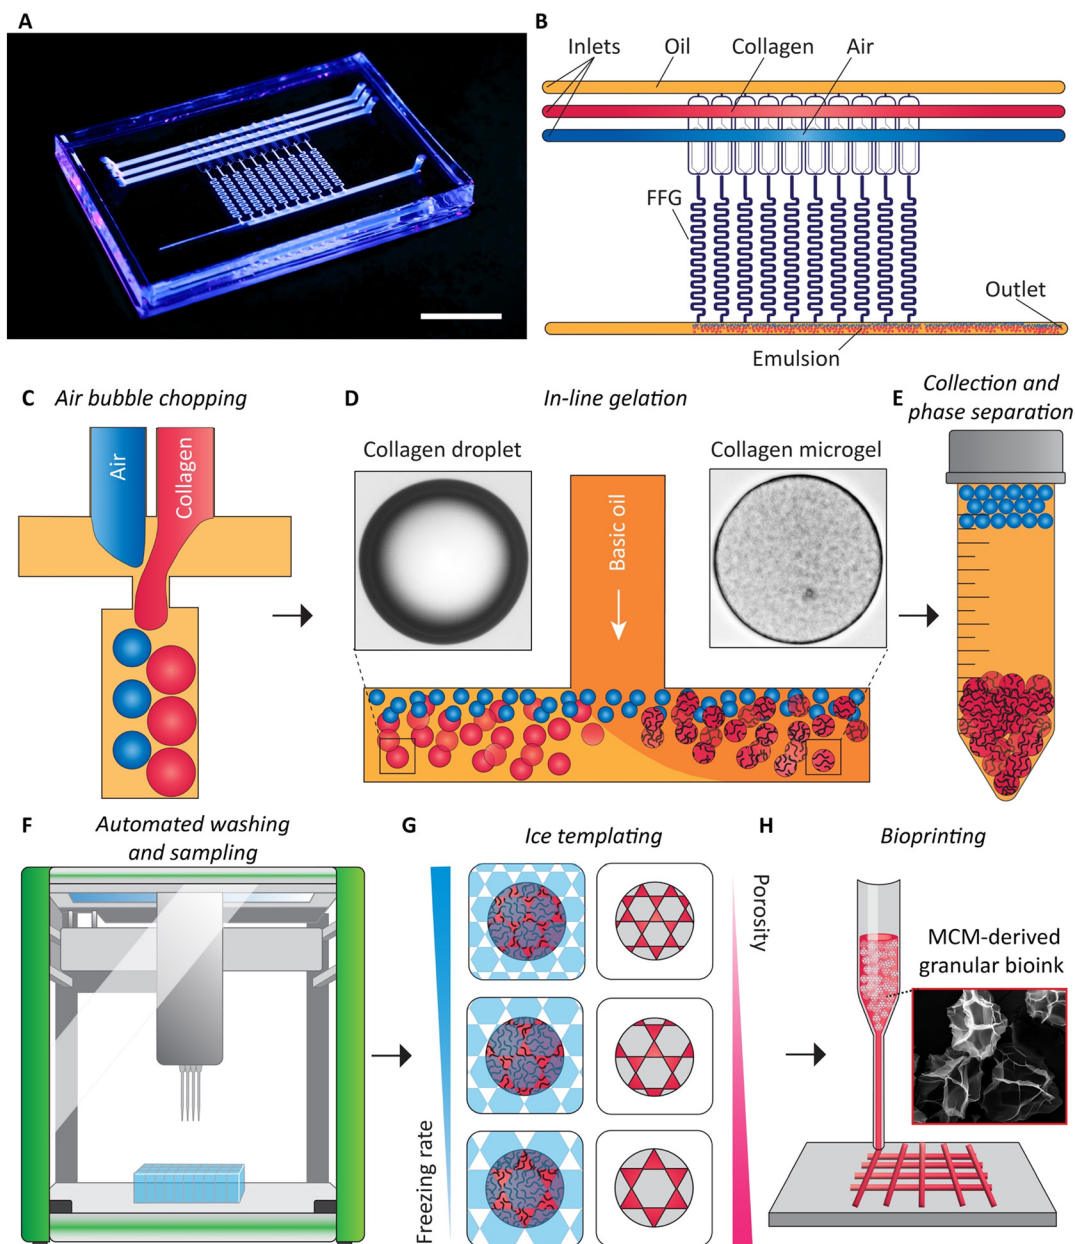 A
B
Inlets
Oil
Collagen
Air
FFG
Outlet
Emulsion
C
Air bubble chopping
Air
Collagen
D
In-line gelation
Collagen droplet
Basic oil
Collagen microgel
E
Collection and
phase separation
F
Automated washing
and sampling
G
Ice templating
Freezing rate
Porosity
H
Bioprinting
MCM-derived
granular bioink